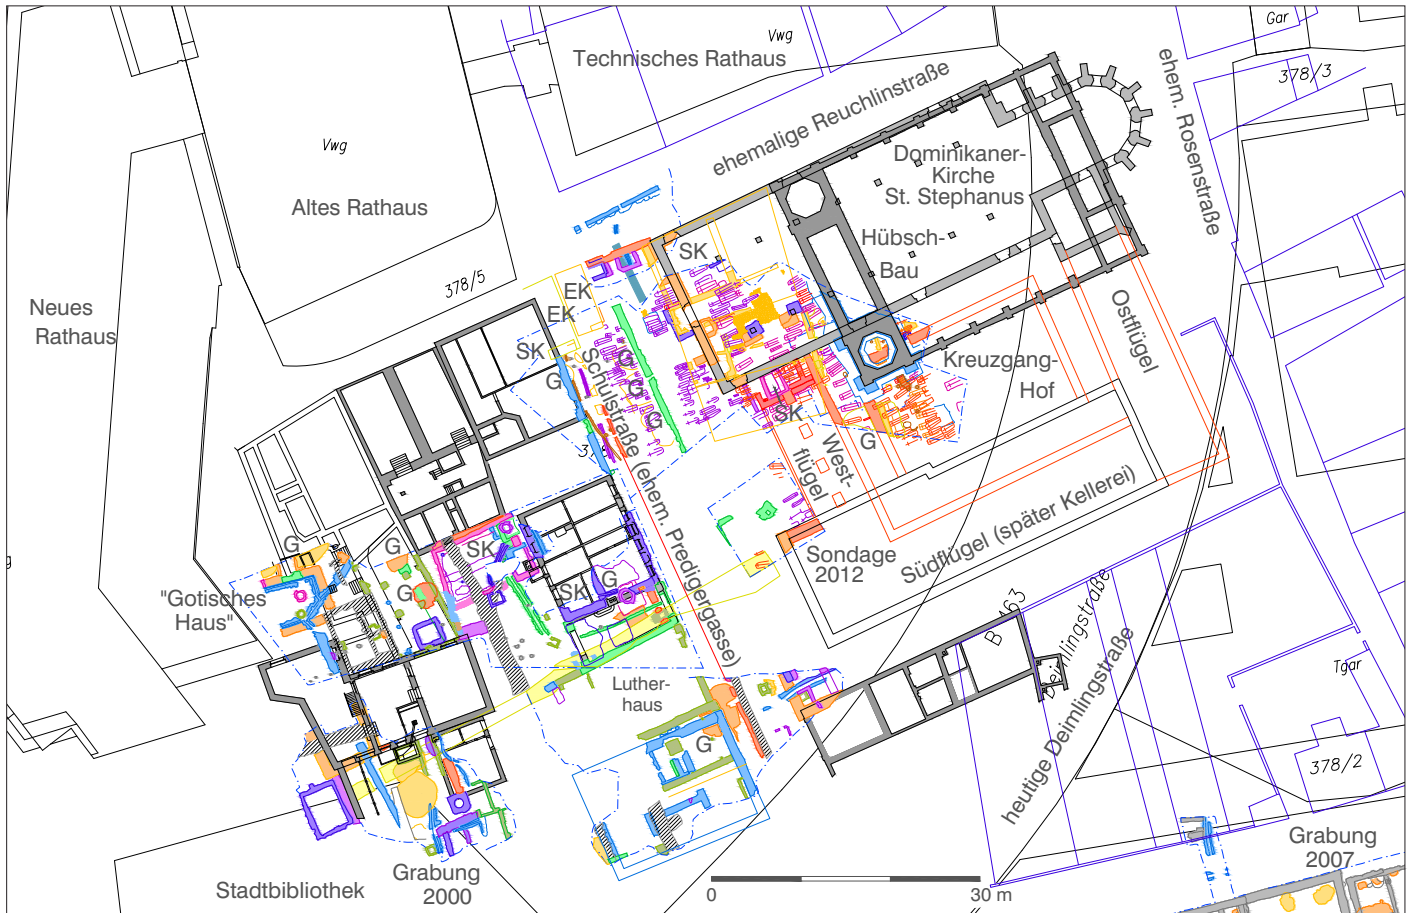 Vwg
Gar
Technisches Rathaus
378/3
ehem. Rosenstraße
ehemalige Reuchlinstraße
Vwg
Dominikaner-
Kirche
St. Stephanus
Altes Rathaus
Hübsch-
Bau
SK
378/5
EK
EK
Neues
Rathaus
Ostflügel
SK
G
Schulstraße (ehem. Predigergasse)
G
G
G
Kreuzgang-
Hof
SK
G
West-
flügel
Südflügel (später Kellerei)
Sondage
2012
G
G
SK
G
SK
G
"Gotisches
Haus"
B 463
Deimlingstraße
heutige Deimlingstraße
Luther-
haus
G
Tgar
378/2
Grabung
2007
Grabung
2000
Stadtbibliothek
0
30 m